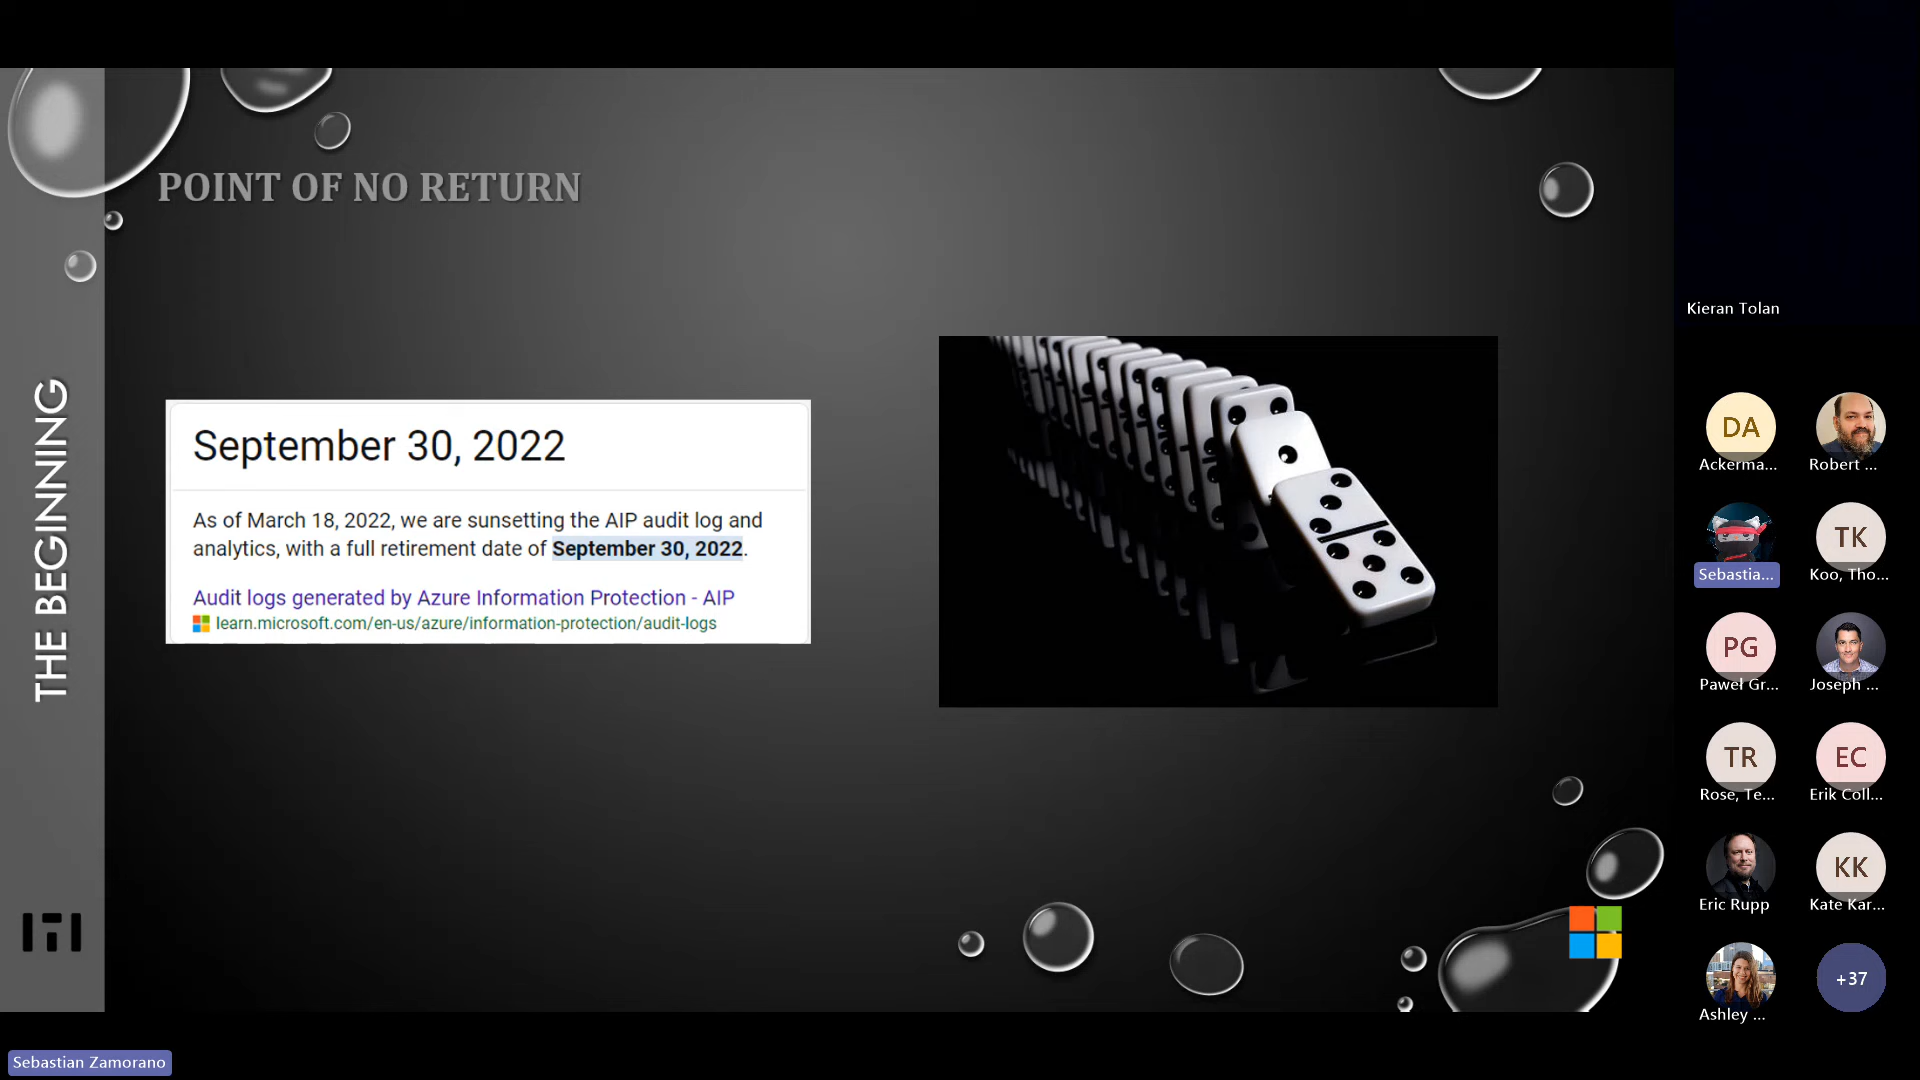 POINT OF NO RETURN
THE BEGINNING
September 30, 2022
As of March 18, 2022, we are sunsetting the AIP audit log and
analytics, with a full retirement date of September 30, 2022.
Audit logs generated by Azure Information Protection - AIP
learn.microsoft.com/en-us/azure/information-protection/audit-logs
Kieran Tolan
DA
Ackerma...
Robert ...
Sebastia...
TK
Koo, Tho...
PG
Paweł Gr...
Joseph ...
TR
Rose, Te...
EC
Erik Coll...
Eric Rupp
KK
Kate Kar...
Ashley ...
+37
Sebastian Zamorano